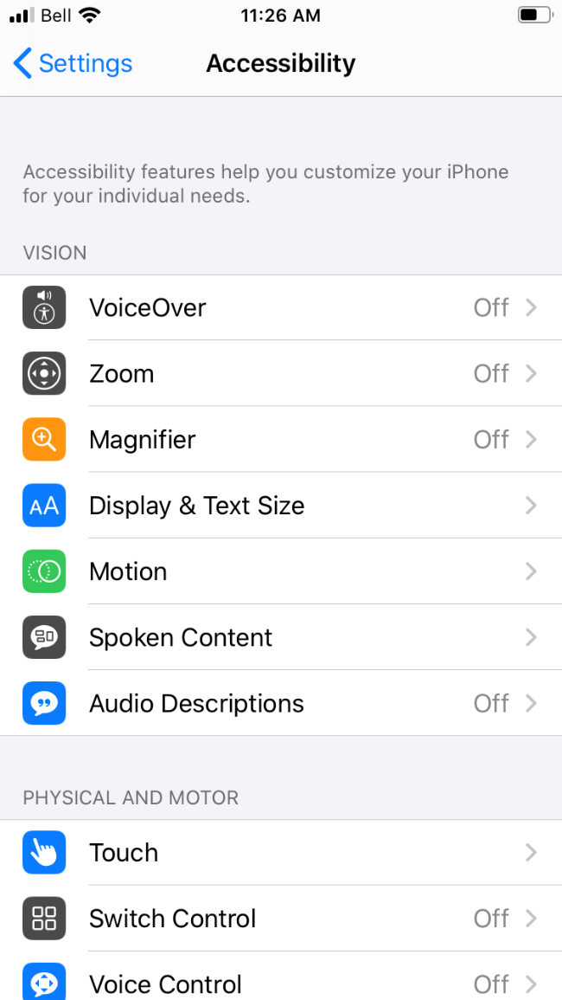 Bell 11:26 AM
Settings Accessibility
Accessibility features help you customize your iPhone
for your individual needs.
VISION
VoiceOver Off
Zoom Off
Magnifier Off
AA Display & Text Size
Motion
Spoken Content
Audio Descriptions Off
PHYSICAL AND MOTOR
Touch
Switch Control Off
Voice Control Off